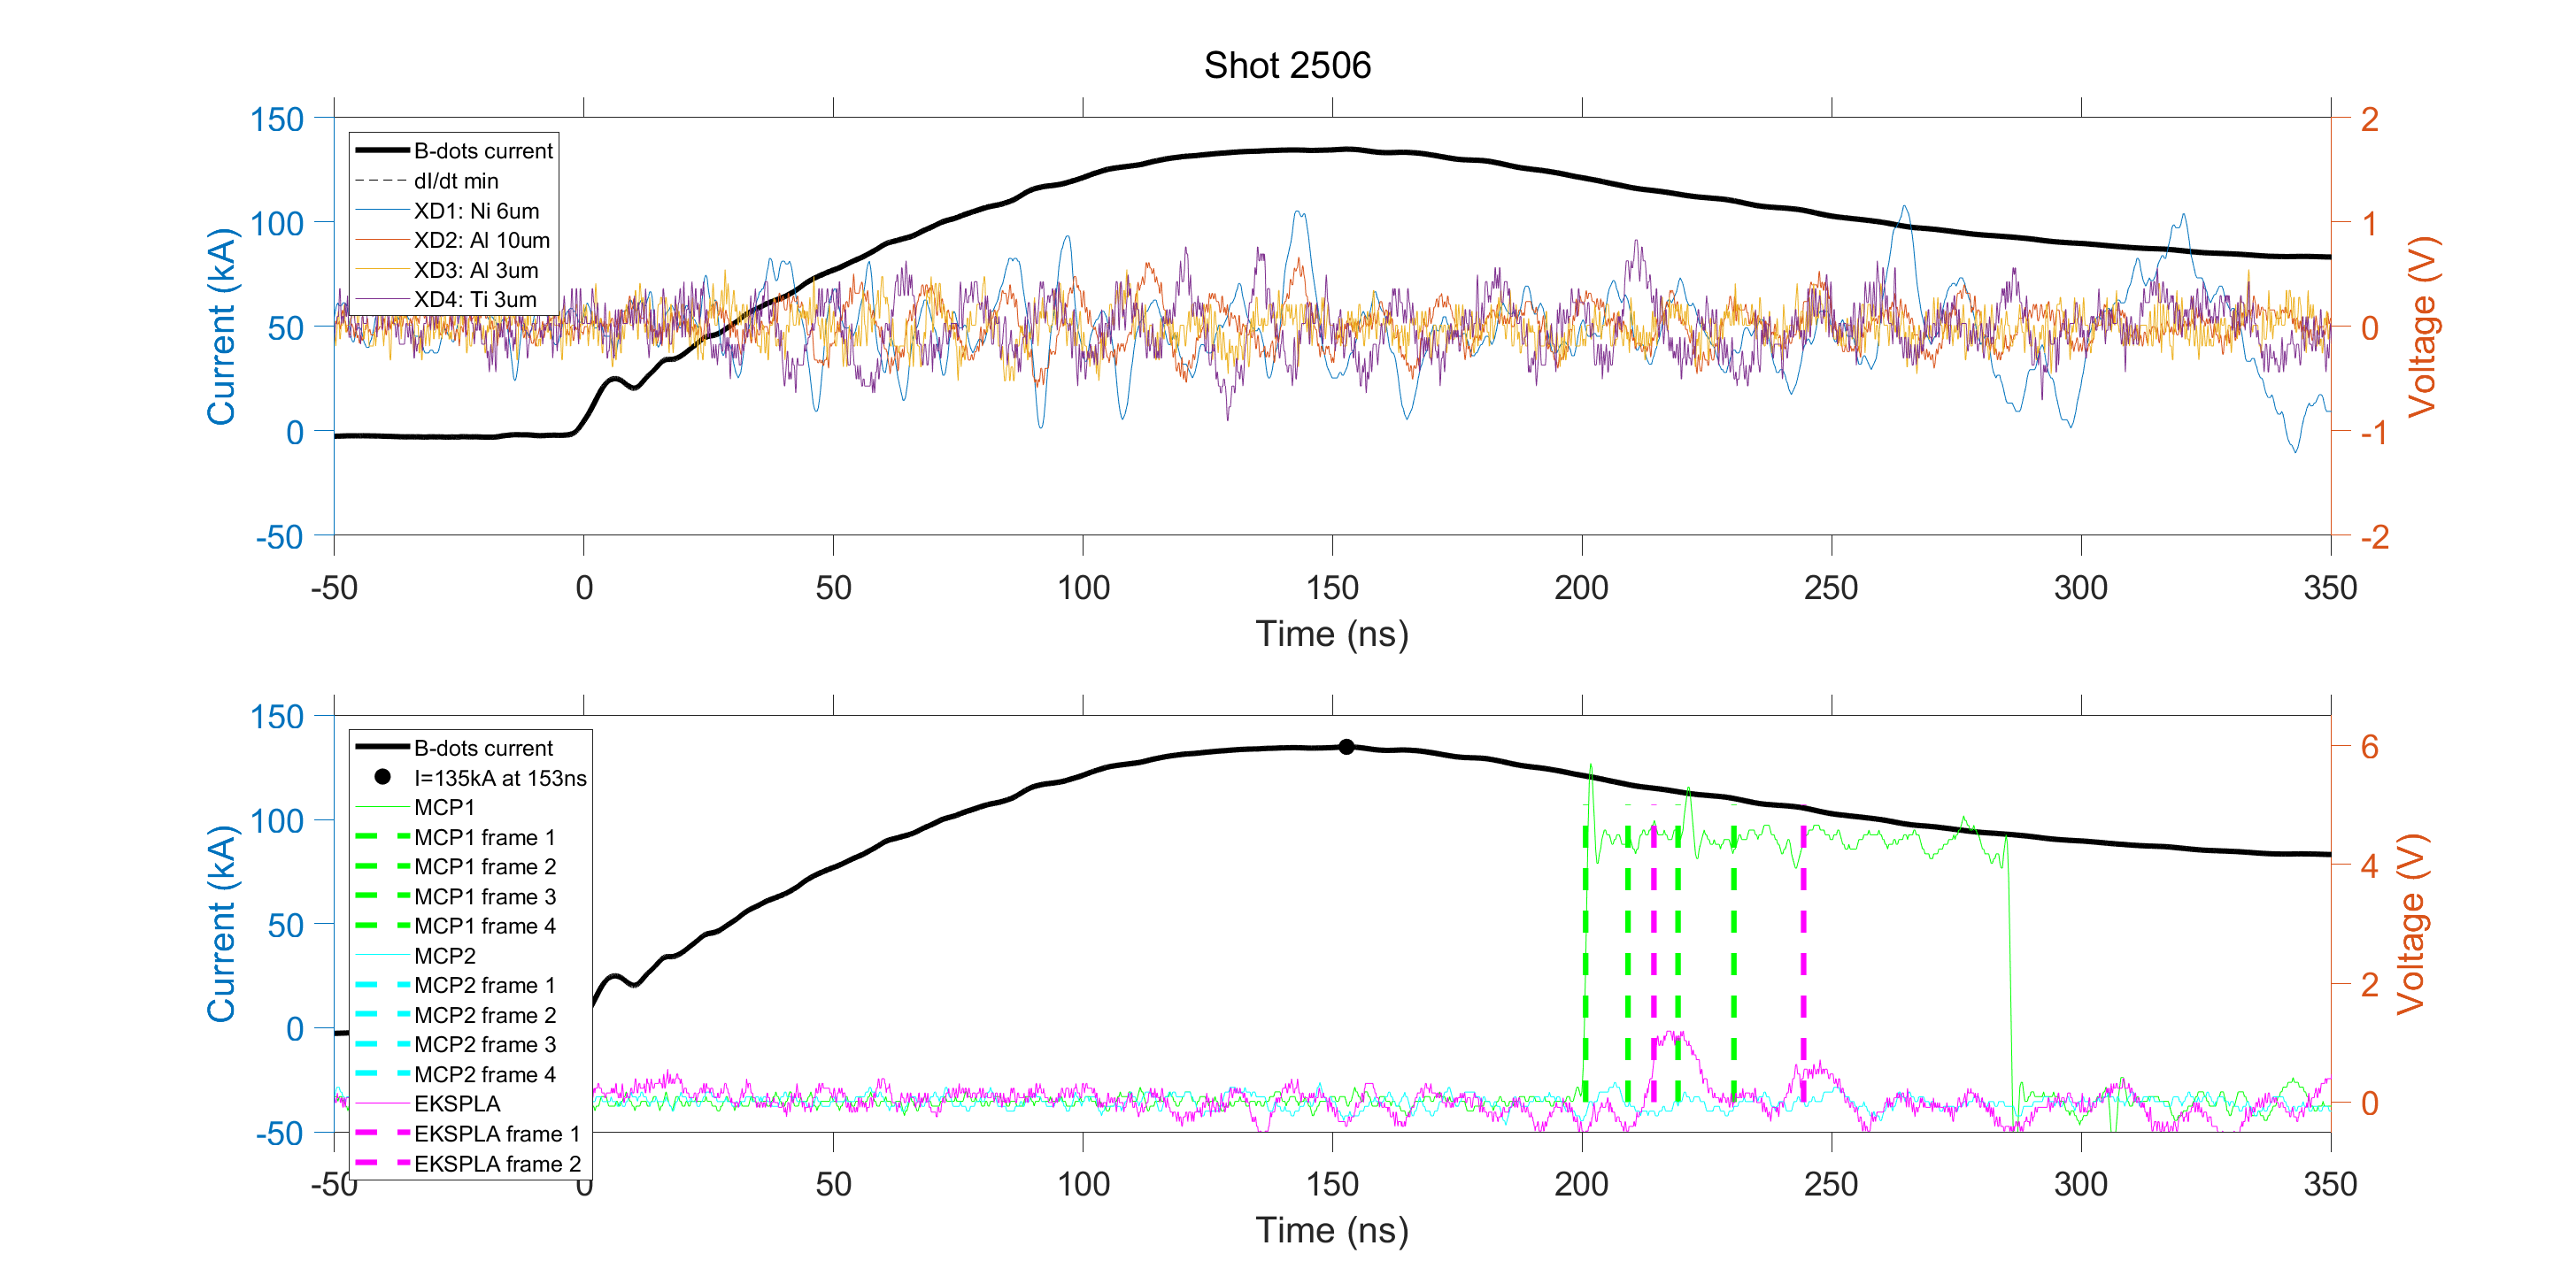 Shot 2506
150
100
50
0
-50
Current (kA)
2
1
0
-1
-2
Voltage (V)
B-dots current
dI/dt min
XD1: Ni 6um
XD2: Al 10um
XD3: Al 3um
XD4: Ti 3um
-50 0 50 100 150 200 250 300 350
Time (ns)
150
100
50
0
-50
Current (kA)
6
4
2
0
Voltage (V)
B-dots current
I=135kA at 153ns
MCP1
MCP1 frame 1
MCP1 frame 2
MCP1 frame 3
MCP1 frame 4
MCP2
MCP2 frame 1
MCP2 frame 2
MCP2 frame 3
MCP2 frame 4
EKSPLA
EKSPLA frame 1
EKSPLA frame 2
-50 0 50 100 150 200 250 300 350
Time (ns)